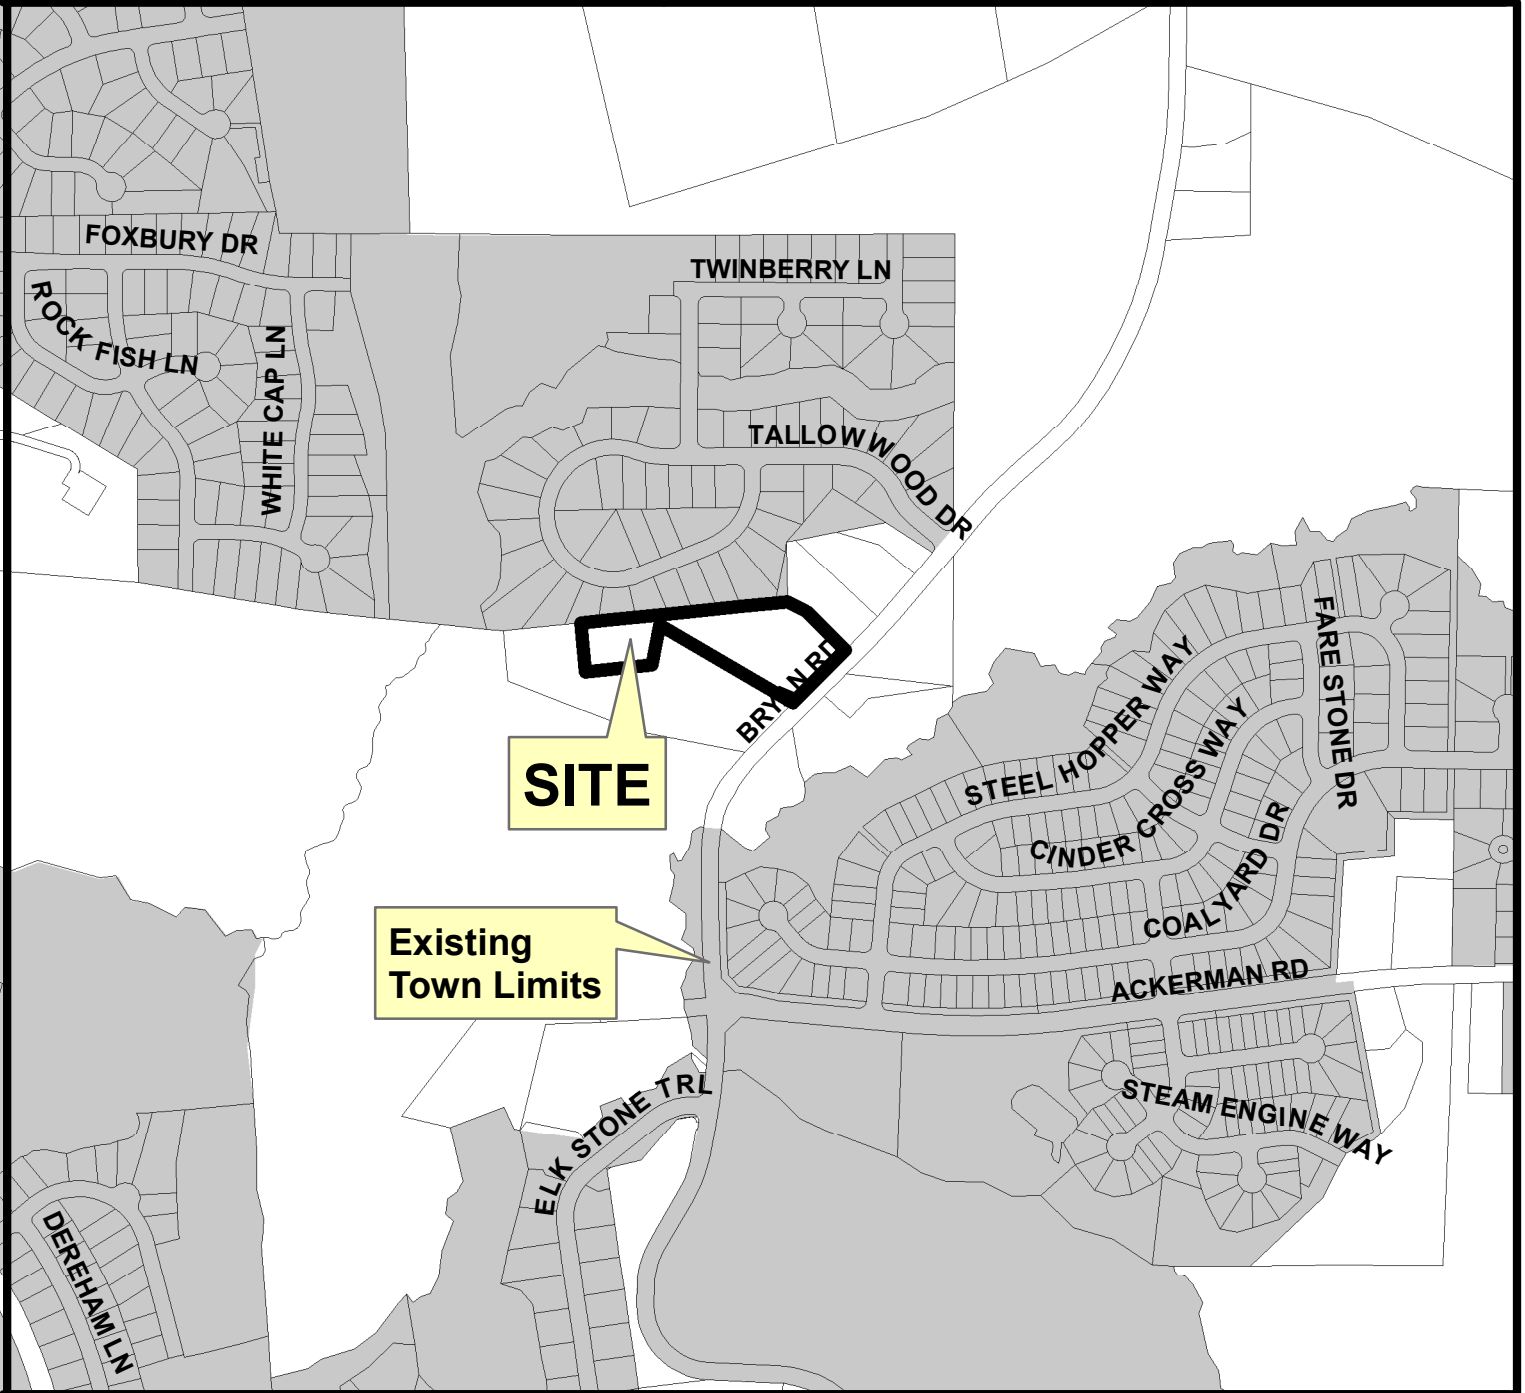 FOXBURY DR
TWINBERRY LN
ROCK FISH LN
WHITE CAP LN
TALLOWWOOD DR
FARE STONE DR
STEEL HOPPER WAY
BRYAN RD
CINDER CROSS WAY
SITE
COALYARD DR
Existing
Town Limits
ACKERMAN RD
ELK STONE TRL
STEAM ENGINE WAY
DEREHAM LN